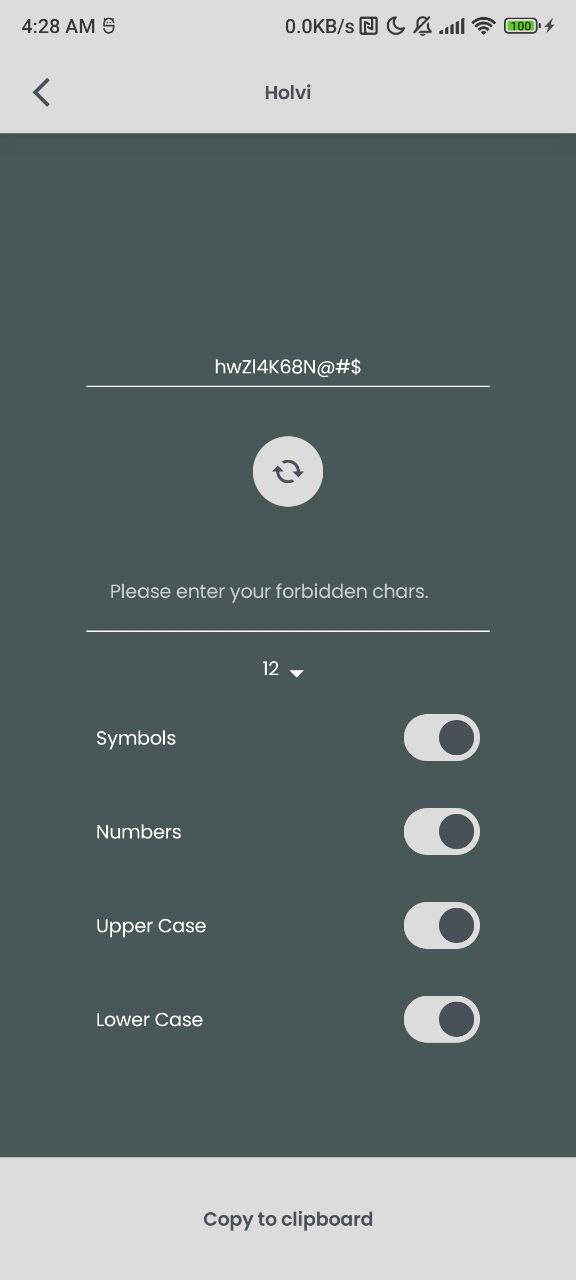 4:28 AM 0.0KB/s 100
Holvi
hwZl4K68N@#$
Please enter your forbidden chars.
12
Symbols
Numbers
Upper Case
Lower Case
Copy to clipboard